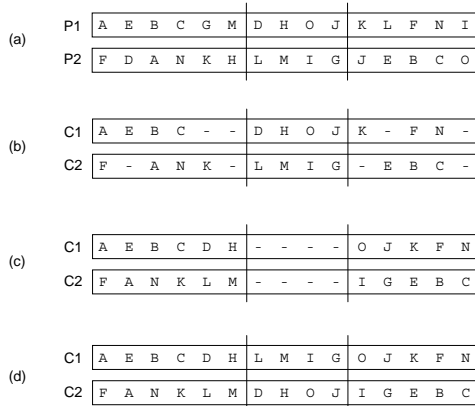 (a)
P1 A E B C G M D H O J K L F N I
P2 F D A N K H L M I G J E B C O
(b)
C1 A E B C - - D H O J K - F N -
C2 F - A N K - L M I G - E B C -
(c)
C1 A E B C D H - - - - O J K F N
C2 F A N K L M - - - - I G E B C
(d)
C1 A E B C D H L M I G O J K F N
C2 F A N K L M D H O J I G E B C